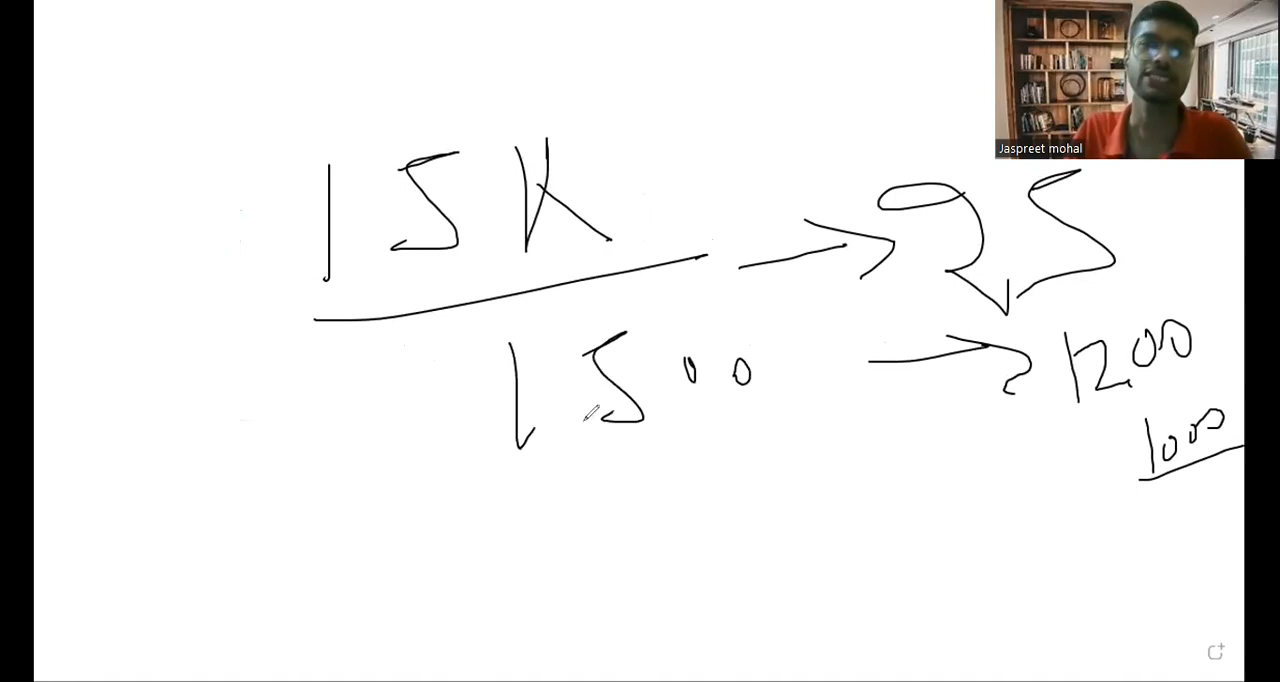 Jaspreet mohal
15K → 25
1500 → 1200
1000